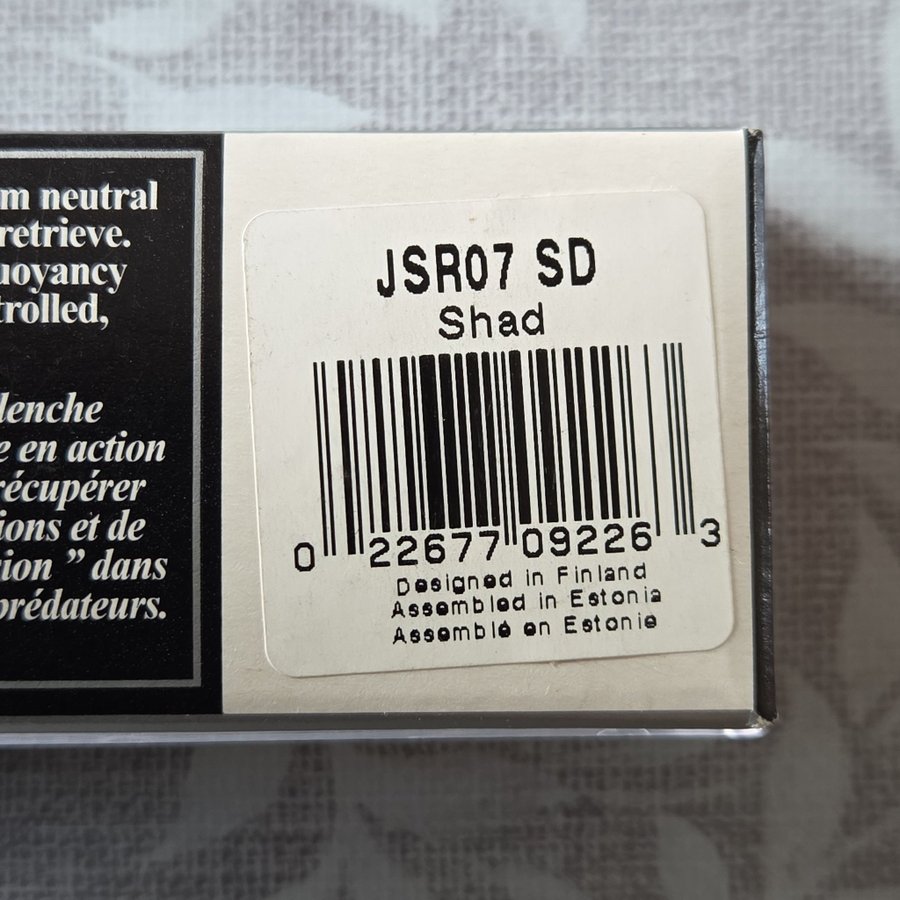 m neutral
retrieve.
uoyancy
trolled,
lenche
e en action
récupérer
ions et de
ion ” dans
prédateurs.
JSR07 SD
Shad
0 22677 09226 3
Designed in Finland
Assembled in Estonia
Assemblé en Estonie